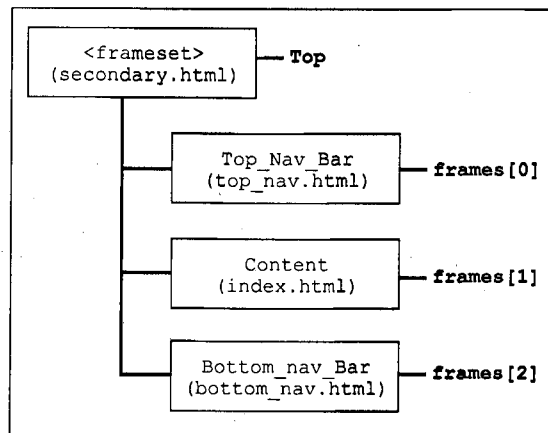 <frameset>
(secondary.html)
Top
Top_Nav_Bar
(top_nav.html)
frames[0]
Content
(index.html)
frames[1]
Bottom_nav_Bar
(bottom_nav.html)
frames[2]